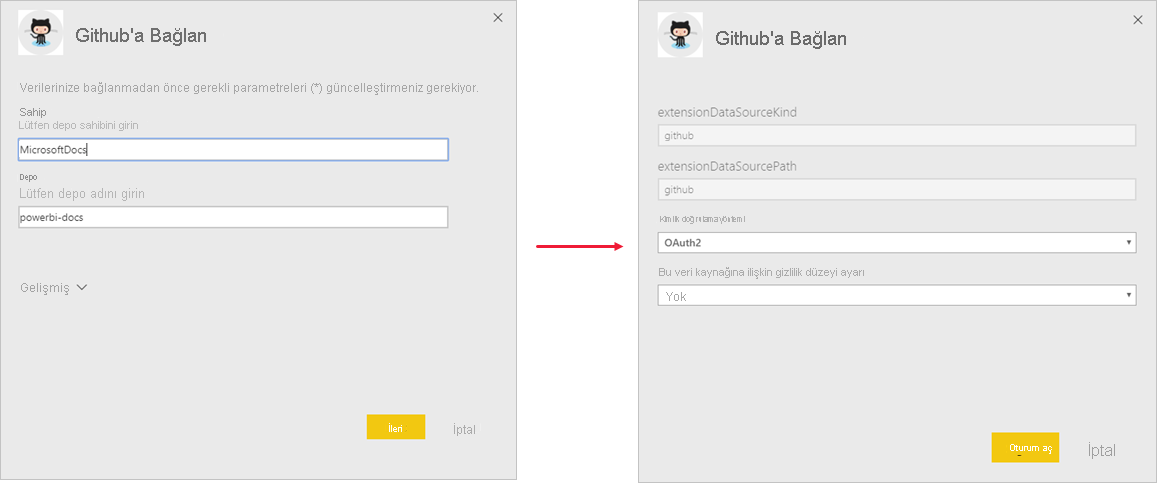 Github'a Bağlan
Verilerinize bağlanmadan önce gerekli parametreleri (*) güncelleştirmeniz gerekiyor.
Sahip
Lütfen depo sahibini girin
MicrosoftDocs
Depo
Lütfen depo adını girin
powerbi-docs
Gelişmiş
İleri
İptal
Github'a Bağlan
extensionDataSourceKind
github
extensionDataSourcePath
github
Kimlik doğrulama yöntemi
OAuth2
Bu veri kaynağına ilişkin gizlilik düzeyi ayarı
Yok
Oturum aç
İptal